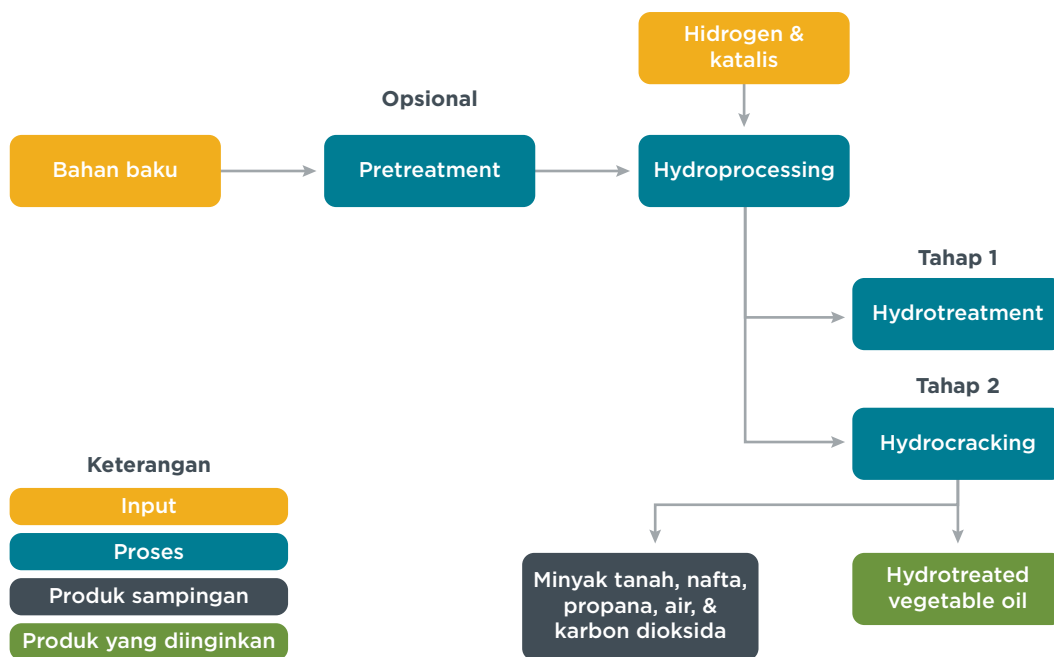 Hidrogen &
katalis
Opsional
Bahan baku
Pretreatment
Hydroprocessing
Tahap 1
Hydrotreatment
Tahap 2
Hydrocracking
Keterangan
Input
Proses
Produk sampingan
Produk yang diinginkan
Minyak tanah, nafta,
propana, air, &
karbon dioksida
Hydrotreated
vegetable oil